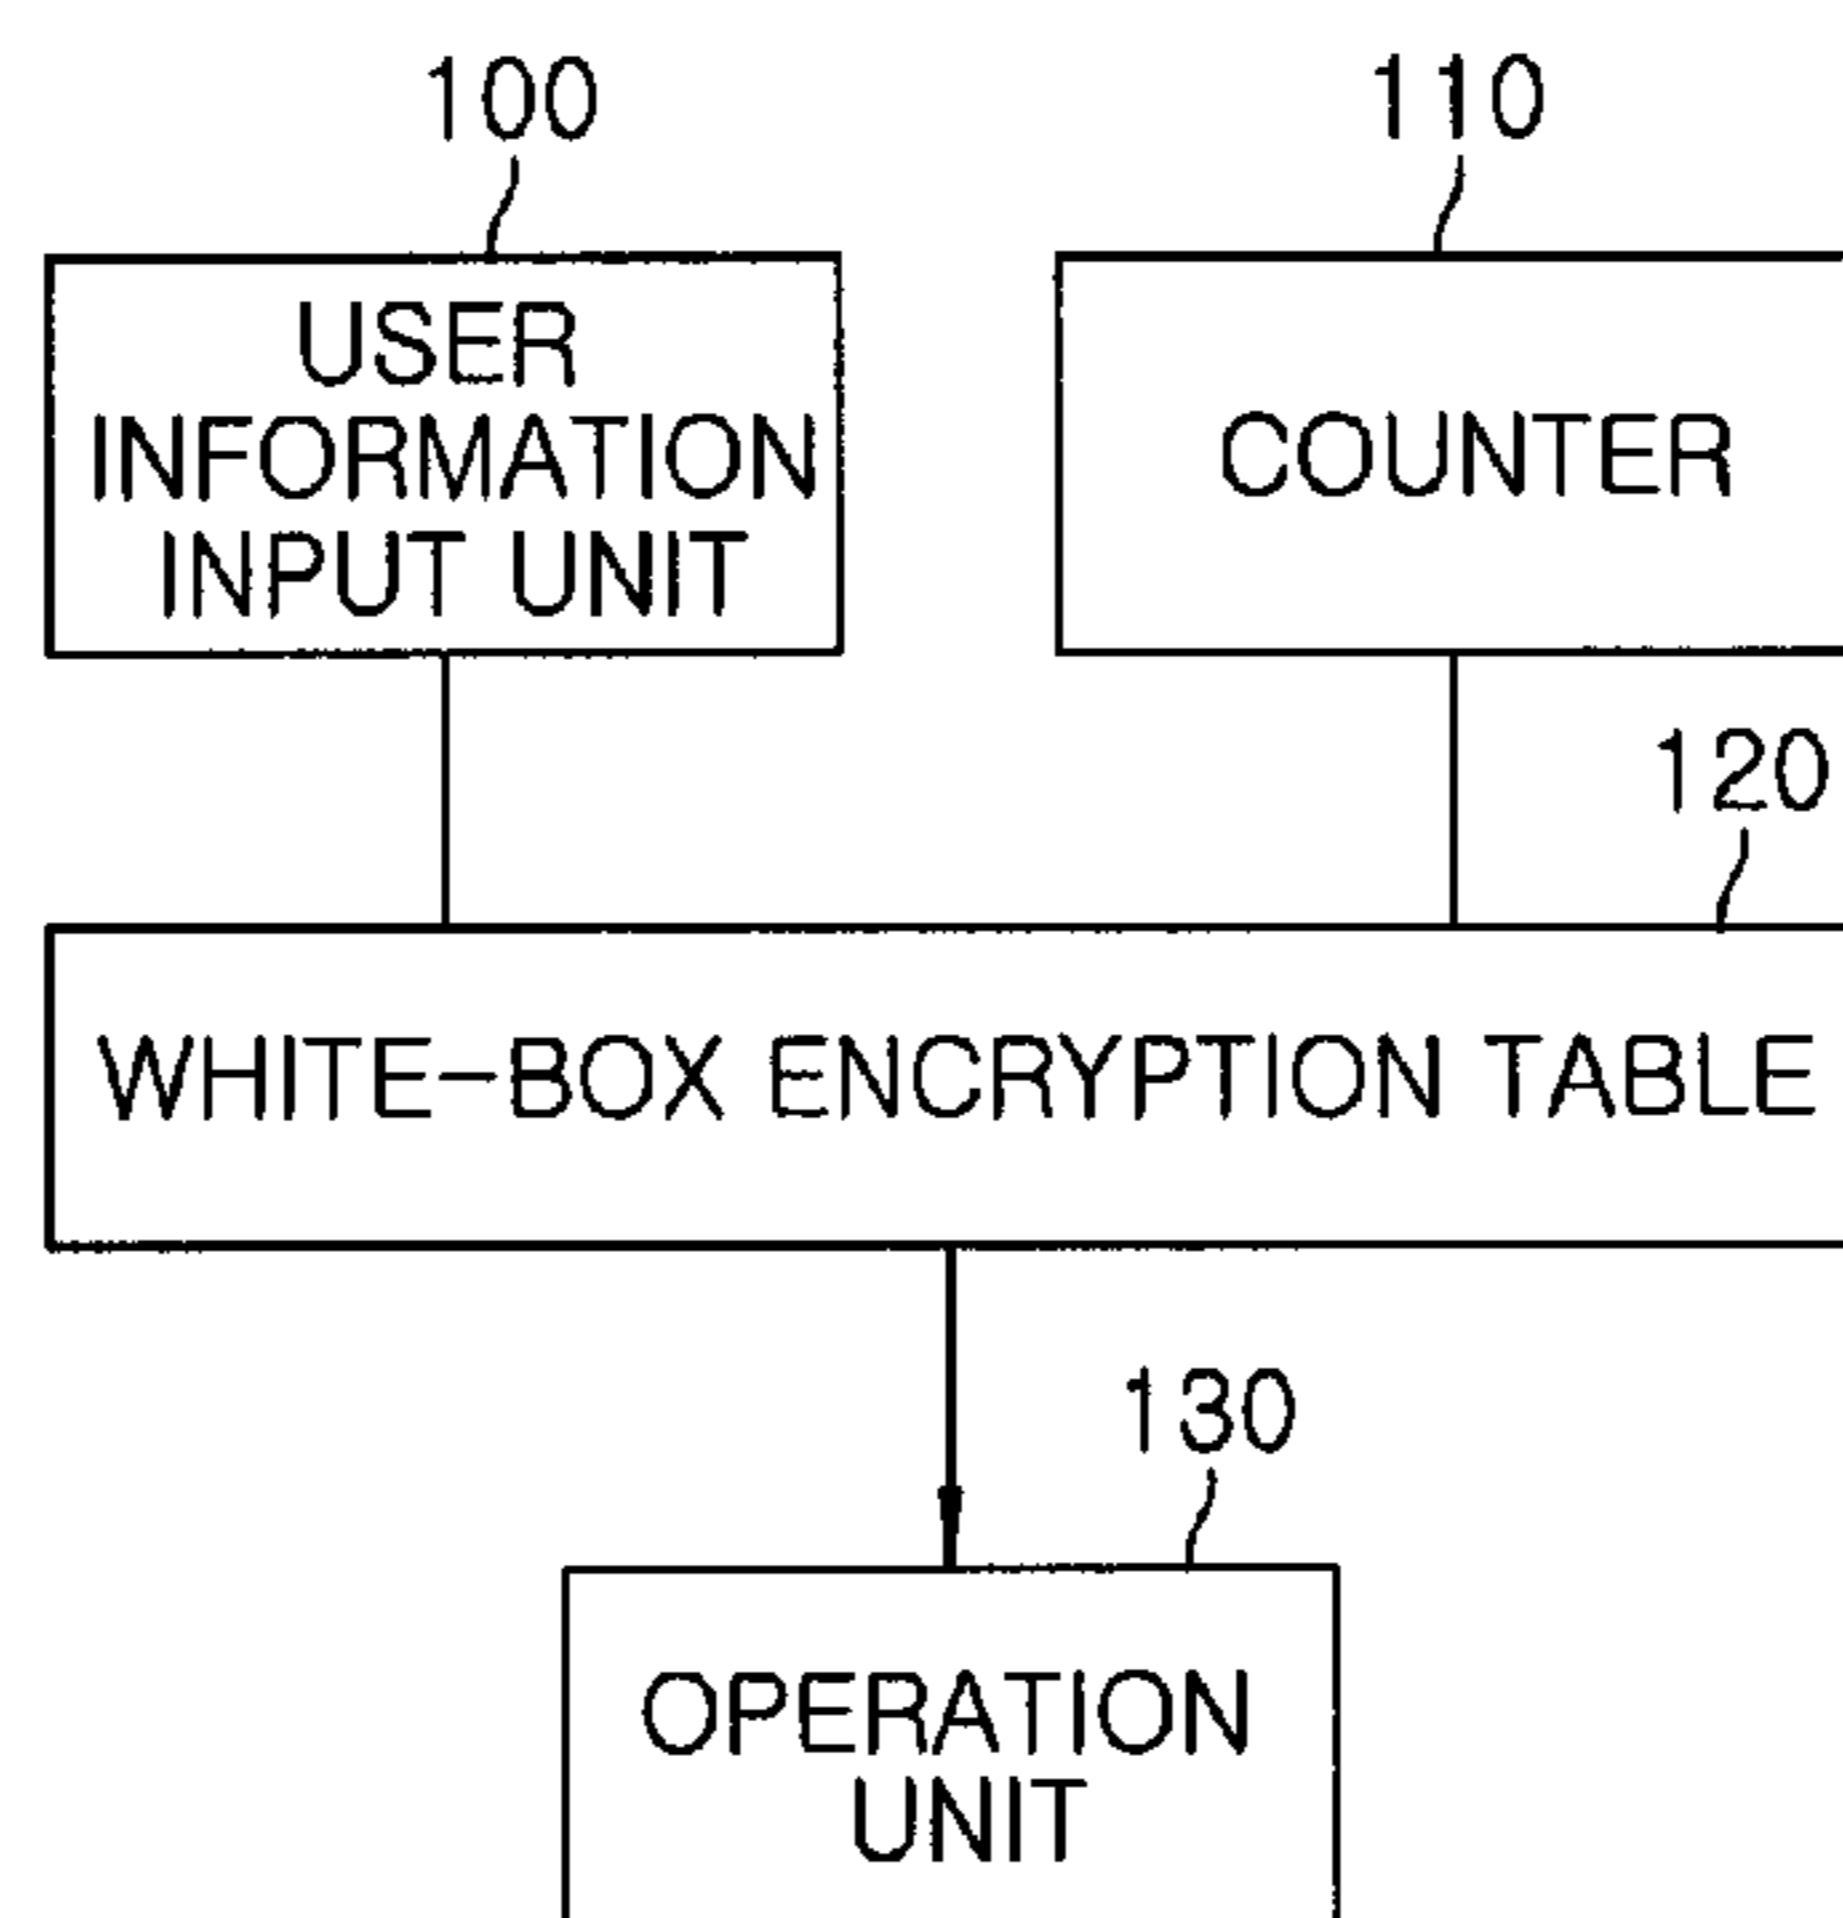 100
110
USER
INFORMATION
INPUT UNIT
COUNTER
120
WHITE-BOX ENCRYPTION TABLE
130
OPERATION
UNIT